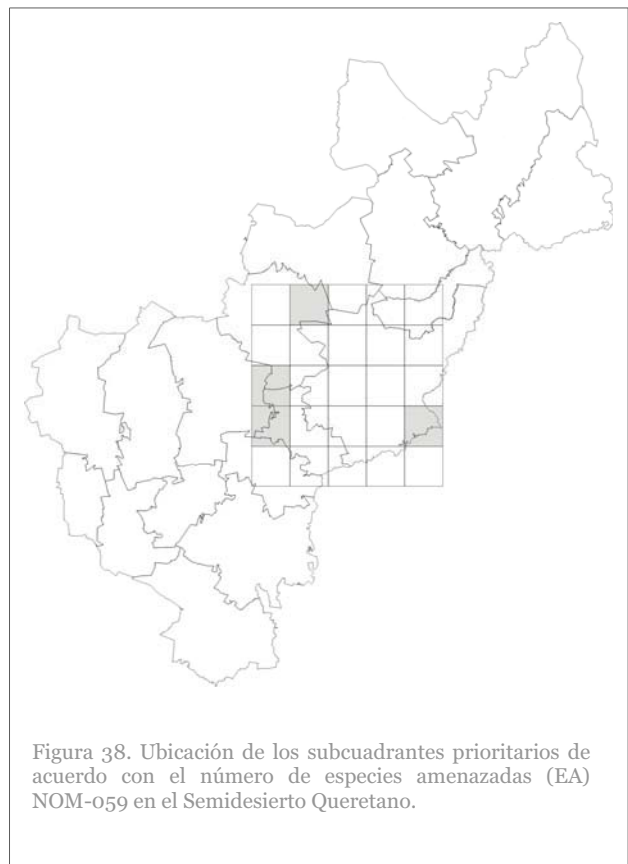 Figura 38. Ubicación de los subcuadrantes prioritarios de
acuerdo con el número de especies amenazadas (EA)
NOM-059 en el Semidesierto Queretano.